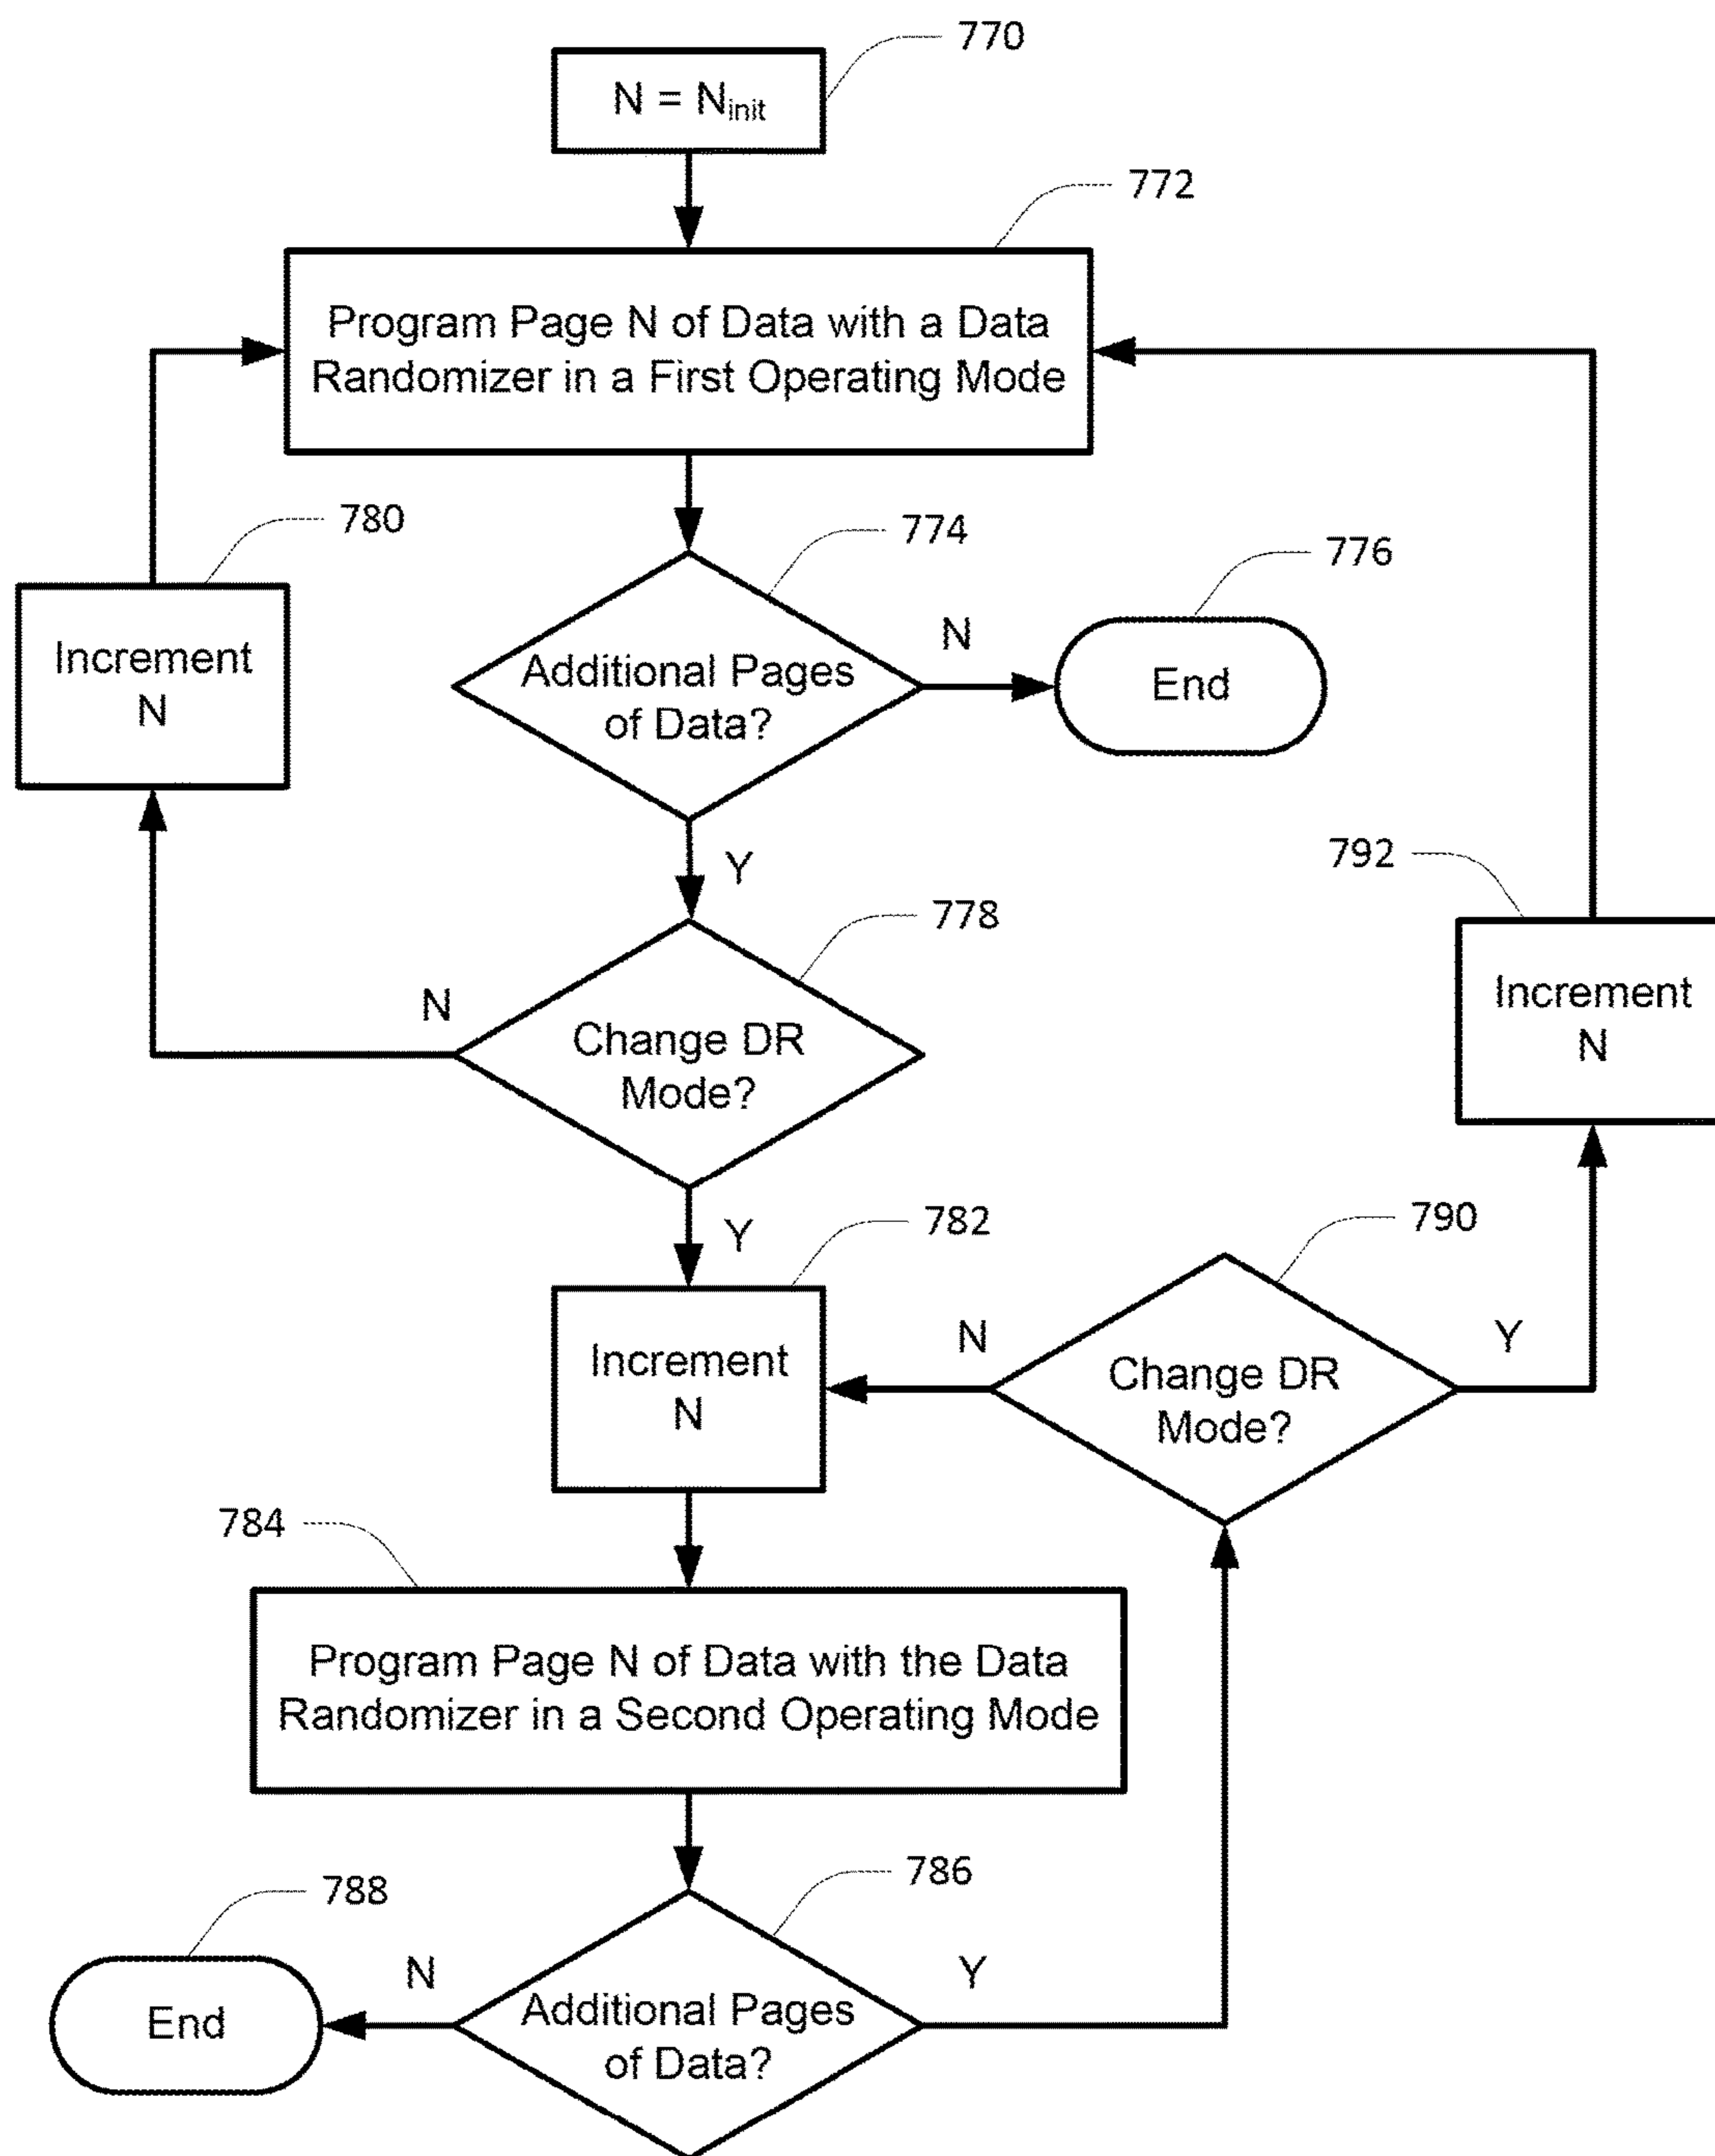 770
N = Ninit
772
Program Page N of Data with a Data
Randomizer in a First Operating Mode
780
774
776
Increment
N
Additional Pages
of Data?
N
End
Y
792
778
N
Change DR
Mode?
Increment
N
Y
782
790
Increment
N
N
Change DR
Mode?
Y
784
Program Page N of Data with the Data
Randomizer in a Second Operating Mode
788
786
End
N
Additional Pages
of Data?
Y